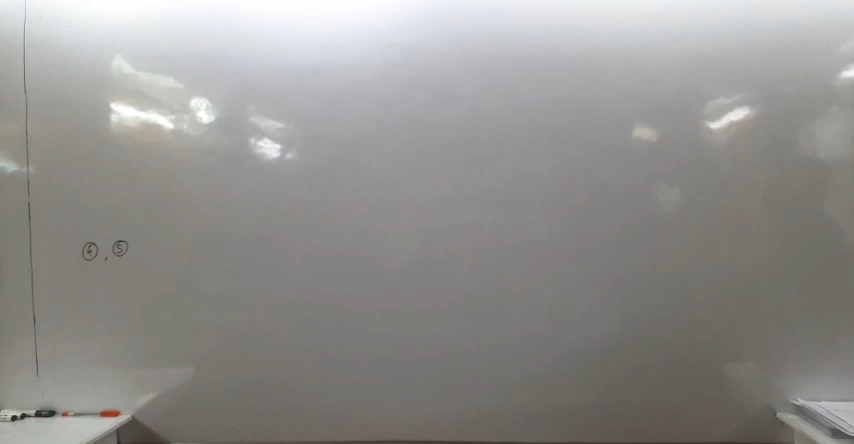 ④, ⑤